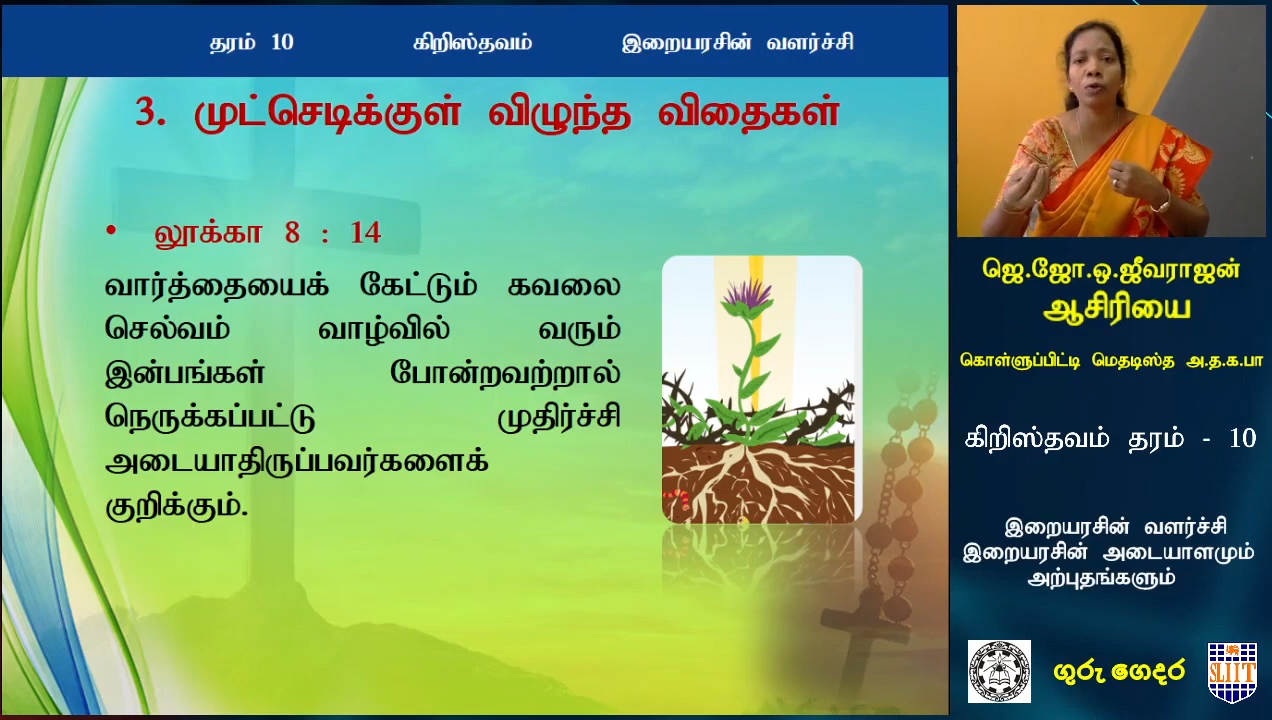 தரம் 10 கிறிஸ்தவம் இறையரசின் வளர்ச்சி
3. முட்செடிக்குள் விழுந்த விதைகள்
• லூக்கா 8 : 14
வார்த்தையைக் கேட்டும் கவலை
செல்வம் வாழ்வில் வரும்
இன்பங்கள் போன்றவற்றால்
நெருக்கப்பட்டு முதிர்ச்சி
அடையாதிருப்பவர்களைக்
குறிக்கும்.
ஜெ.ஜோ.ஒ.ஜீவராஜன்
ஆசிரியை
கொள்ளுப்பிட்டி மெதடிஸ்த அ.த.க.பா
கிறிஸ்தவம் தரம் - 10
இறையரசின் வளர்ச்சி
இறையரசின் அடையாளமும்
அற்புதங்களும்
ගුරු ගෙදර
SLIIT